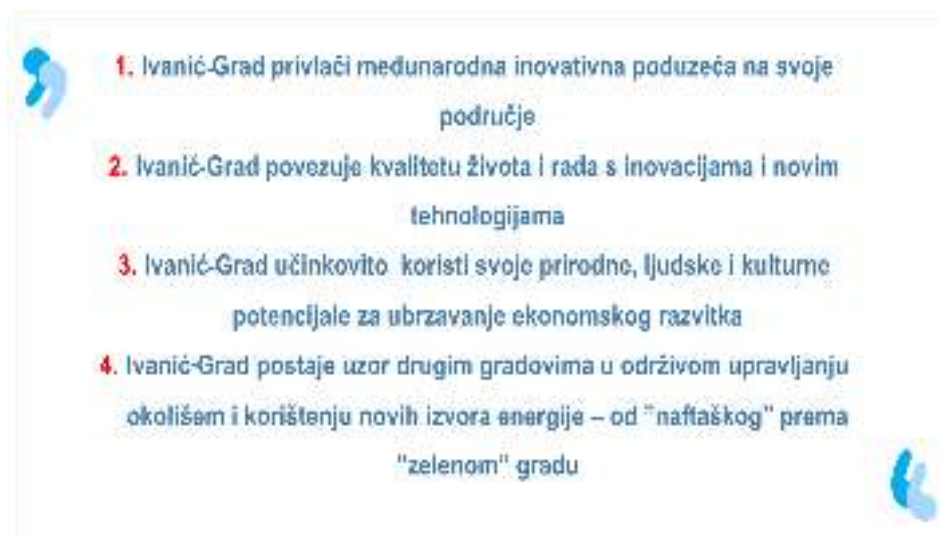 1. Ivanić-Grad privlači međunarodna inovativna poduzeća na svoje
područje
2. Ivanić-Grad povezuje kvalitetu života i rada s inovacijama i novim
tehnologijama
3. Ivanić-Grad učinkovito koristi svoje prirodne, ljudske i kulturne
potencijale za ubrzavanje ekonomskog razvitka
4. Ivanić-Grad postaje uzor drugim gradovima u održivom upravljanju
okolišem i korištenju novih izvora energije – od "naftaškog" prema
"zelenom" gradu